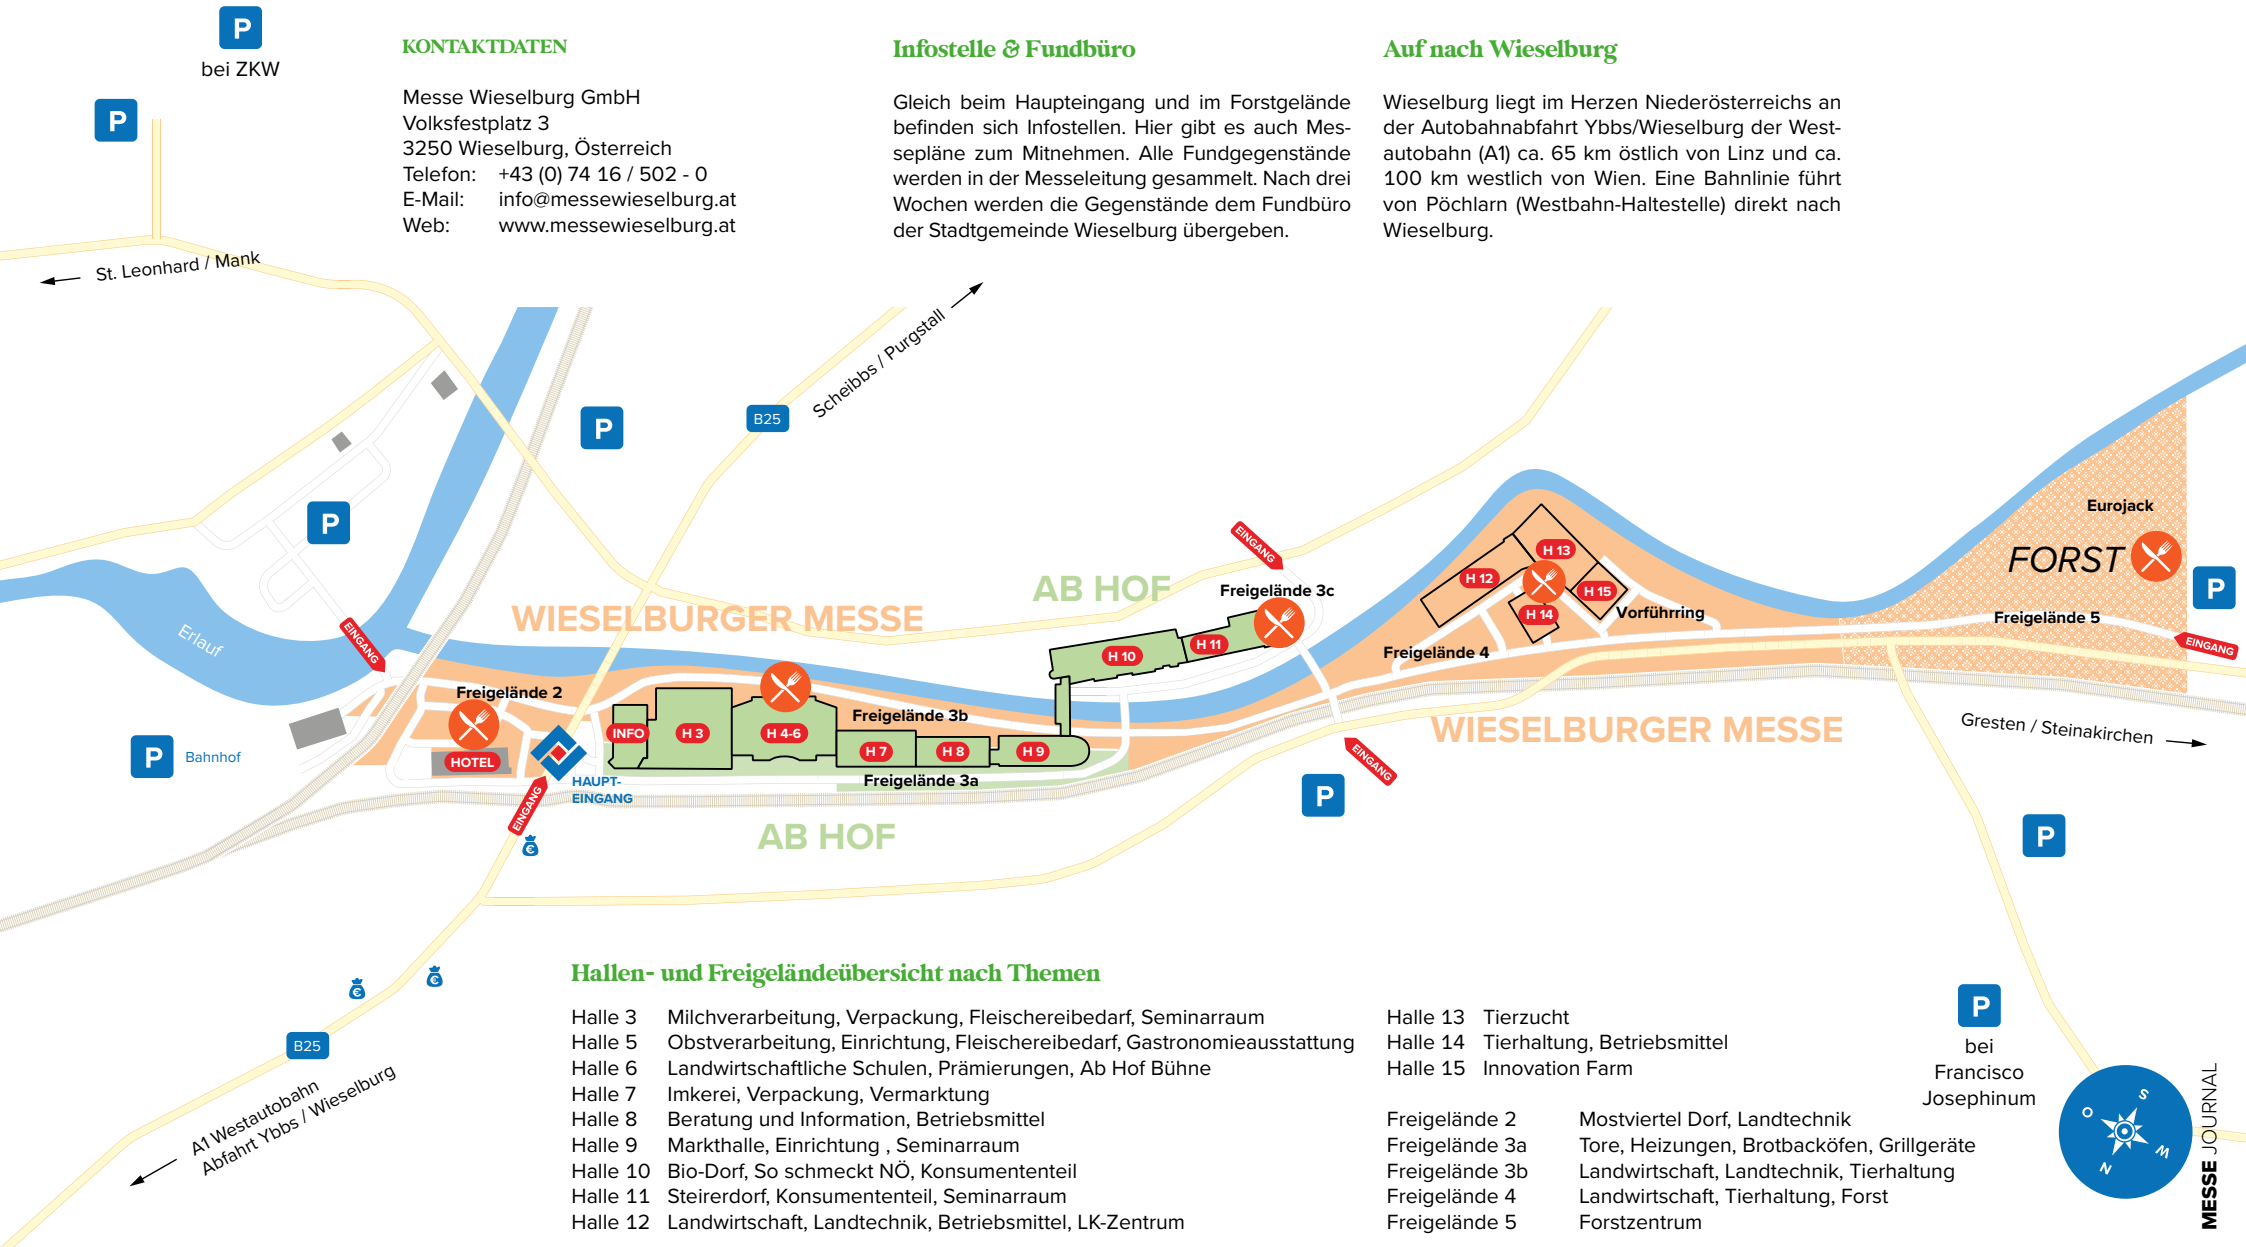 P
bei ZKW
P
KONTAKTDATEN
Messe Wieselburg GmbH
Volksfestplatz 3
3250 Wieselburg, Österreich
Telefon: +43 (0) 74 16 / 502 - 0
E-Mail: info@messewieselburg.at
Web: www.messewieselburg.at
Infostelle & Fundbüro
Gleich beim Haupteingang und im Forstgelände
befinden sich Infostellen. Hier gibt es auch Mes-
sepläne zum Mitnehmen. Alle Fundgegenstände
werden in der Messeleitung gesammelt. Nach drei
Wochen werden die Gegenstände dem Fundbüro
der Stadtgemeinde Wieselburg übergeben.
Auf nach Wieselburg
Wieselburg liegt im Herzen Niederösterreichs an
der Autobahnabfahrt Ybbs/Wieselburg der West-
autobahn (A1) ca. 65 km östlich von Linz und ca.
100 km westlich von Wien. Eine Bahnlinie führt
von Pöchlarn (Westbahn-Haltestelle) direkt nach
Wieselburg.
St. Leonhard / Mank
Scheibbs / Purgstall
B25
P
P
Erlauf
EINGANG
P
Bahnhof
WIESELBURGER MESSE
Freigelände 2
HOTEL
HAUPT-
EINGANG
EINGANG
€
INFO
H 3
H 4-6
H 7
H 8
H 9
Freigelände 3b
Freigelände 3a
AB HOF
AB HOF
EINGANG
Freigelände 3c
H 10
H 11
H 12
H 13
H 14
H 15
Vorführring
Freigelände 4
WIESELBURGER MESSE
EINGANG
P
Eurojack
FORST
P
Freigelände 5
EINGANG
Gresten / Steinakirchen
P
€
€
B25
A1 Westautobahn
Abfahrt Ybbs / Wieselburg
Hallen- und Freigeländeübersicht nach Themen
Halle 3 Milchverarbeitung, Verpackung, Fleischereibedarf, Seminarraum
Halle 5 Obstverarbeitung, Einrichtung, Fleischereibedarf, Gastronomieausstattung
Halle 6 Landwirtschaftliche Schulen, Prämierungen, Ab Hof Bühne
Halle 7 Imkerei, Verpackung, Vermarktung
Halle 8 Beratung und Information, Betriebsmittel
Halle 9 Markthalle, Einrichtung , Seminarraum
Halle 10 Bio-Dorf, So schmeckt NÖ, Konsumententeil
Halle 11 Steirerdorf, Konsumententeil, Seminarraum
Halle 12 Landwirtschaft, Landtechnik, Betriebsmittel, LK-Zentrum
Halle 13 Tierzucht
Halle 14 Tierhaltung, Betriebsmittel
Halle 15 Innovation Farm
Freigelände 2 Mostviertel Dorf, Landtechnik
Freigelände 3a Tore, Heizungen, Brotbacköfen, Grillgeräte
Freigelände 3b Landwirtschaft, Landtechnik, Tierhaltung
Freigelände 4 Landwirtschaft, Tierhaltung, Forst
Freigelände 5 Forstzentrum
P
bei
Francisco
Josephinum
S
O
W
N
MESSE JOURNAL